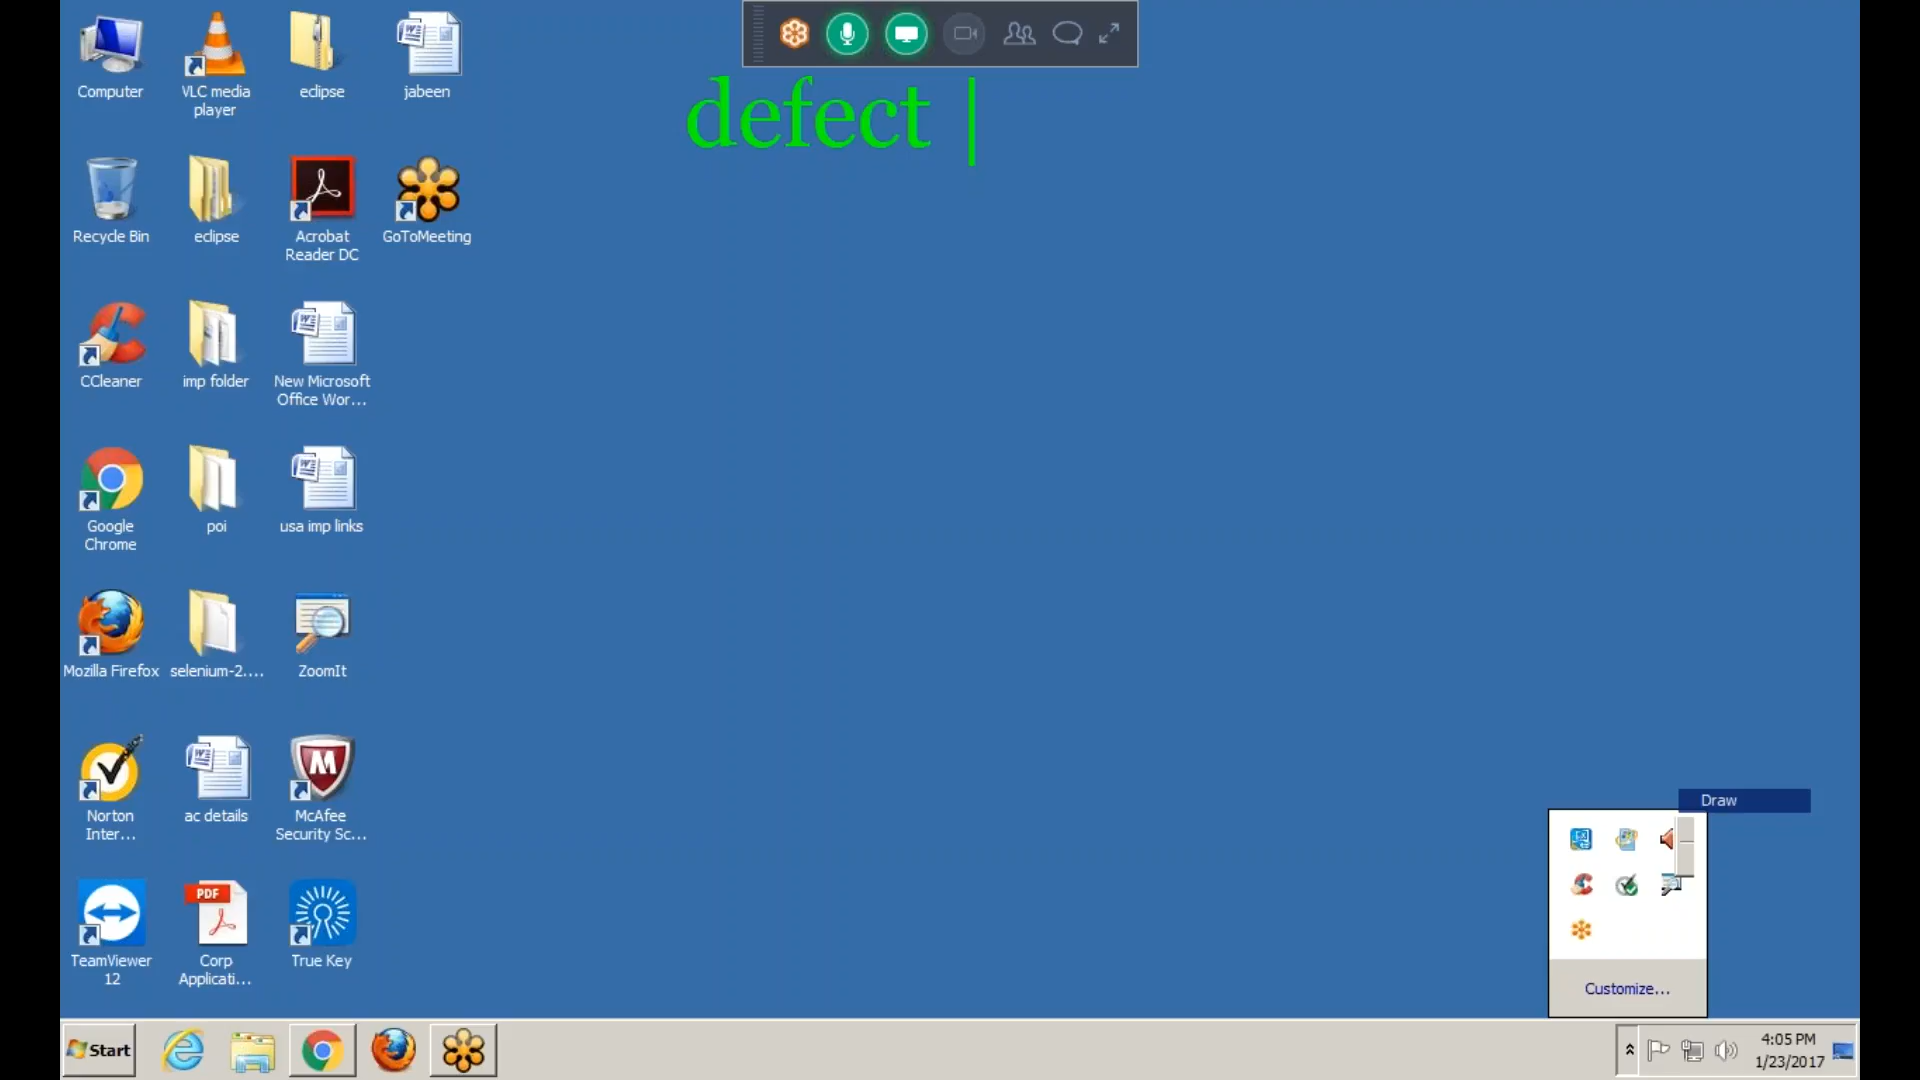 defect
Computer
VLC media
player
eclipse
jabeen
Recycle Bin
eclipse
Acrobat
Reader DC
GoToMeeting
CCleaner
imp folder
New Microsoft
Office Wor...
Google
Chrome
poi
usa imp links
Mozilla Firefox
selenium-2....
ZoomIt
Norton
Inter...
ac details
McAfee
Security Sc...
TeamViewer
12
PDF
Corp
Applicati...
True Key
Draw
Customize...
Start
4:05 PM
1/23/2017